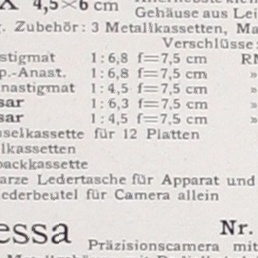 4,5×6 cm
Gehäuse aus Lei
Zubehör: 3 Metallkassetten, Ma
Verschlüsse:
stigmat 1:6,8 f=7,5 cm RM
p.-Anast. 1:6,8 f=7,5 cm »
nastigmat 1:4,5 f=7,5 cm »
sar 1:6,3 f=7,5 cm »
sar 1:4,5 f=7,5 cm »
selkassette für 12 Platten
lkassetten
packkassette
arze Ledertasche für Apparat und
ederbeutel für Camera allein
essa Nr.
Präzisionscamera mit